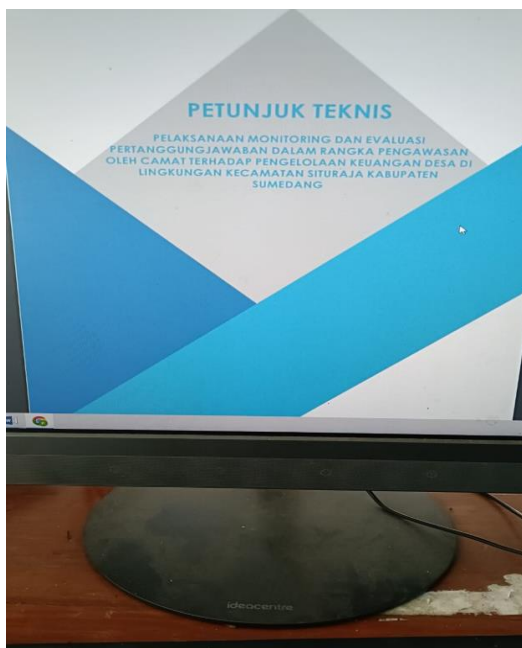 PETUNJUK TEKNIS
PELAKSANAAN MONITORING DAN EVALUASI
PERTANGGUNGJAWABAN DALAM RANGKA PENGAWASAN
OLEH CAMAT TERHADAP PENGELOLAAN KEUANGAN DESA DI
LINGKUNGAN KECAMATAN SITURAJA KABUPATEN
SUMEDANG
ideacentre